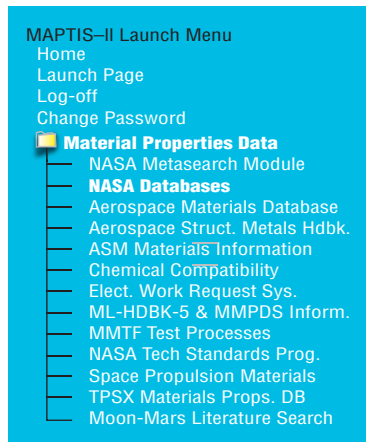 MAPTIS–II Launch Menu
Home
Launch Page
Log-off
Change Password
Material Properties Data
NASA Metasearch Module
NASA Databases
Aerospace Materials Database
Aerospace Struct. Metals Hdbk.
ASM Materials Information
Chemical Compatibility
Elect. Work Request Sys.
ML-HDBK-5 & MMPDS Inform.
MMTF Test Processes
NASA Tech Standards Prog.
Space Propulsion Materials
TPSX Materials Props. DB
Moon-Mars Literature Search